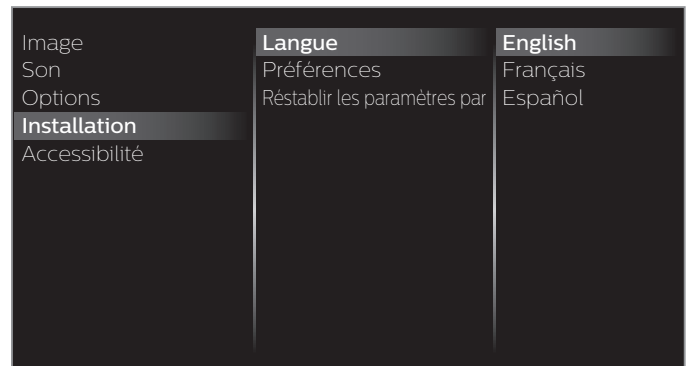 Image
Son
Options
Installation
Accessibilité
Langue
Préférences
Réstablir les paramètres par
English
Français
Español